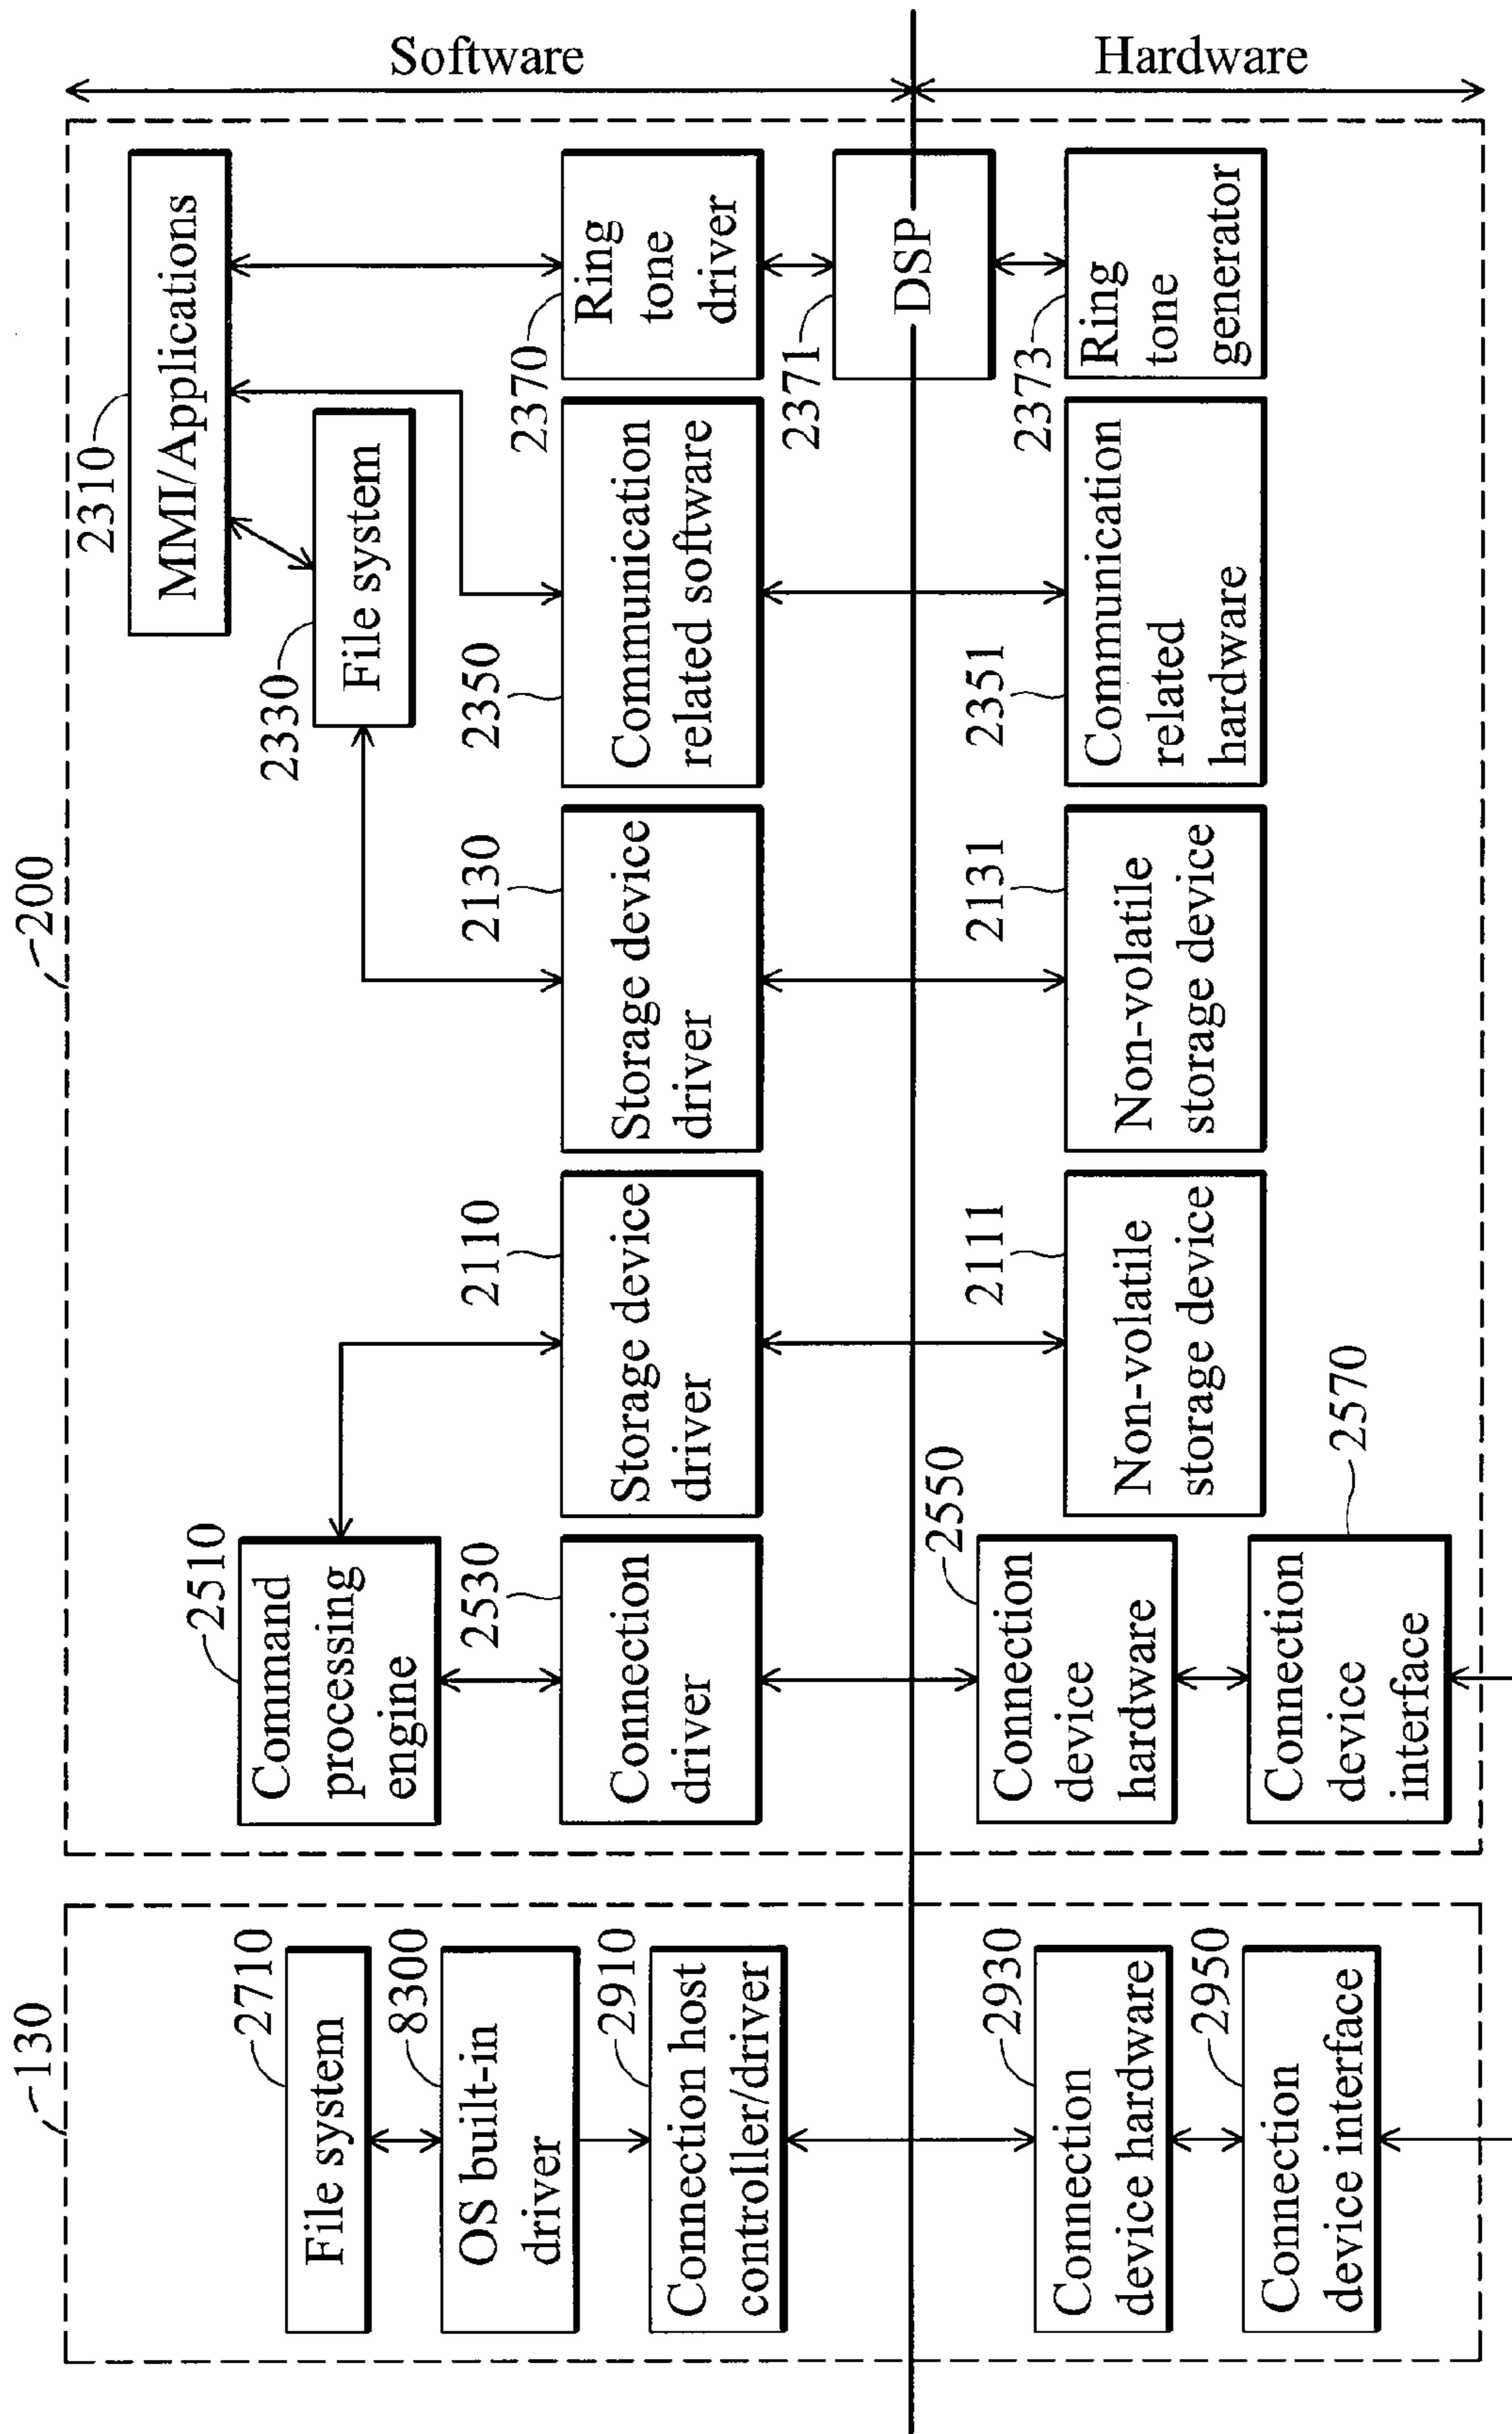 130
2710
File system
8300
OS built-in
driver
2910
Connection host
controller/driver
2930
Connection
device hardware
2950
Connection
device interface
200
2510
Command
processing
engine
2530
Connection
driver
2550
Connection
device
hardware
2570
Connection
device
interface
2110
Storage device
driver
2111
Non-volatile
storage device
2130
Storage device
driver
2131
Non-volatile
storage device
2310
MMI/Applications
2330
File system
2350
Communication
related software
2351
Communication
related
hardware
2370
Ring
tone
driver
2371
DSP
2373
Ring
tone
generator
Software
Hardware